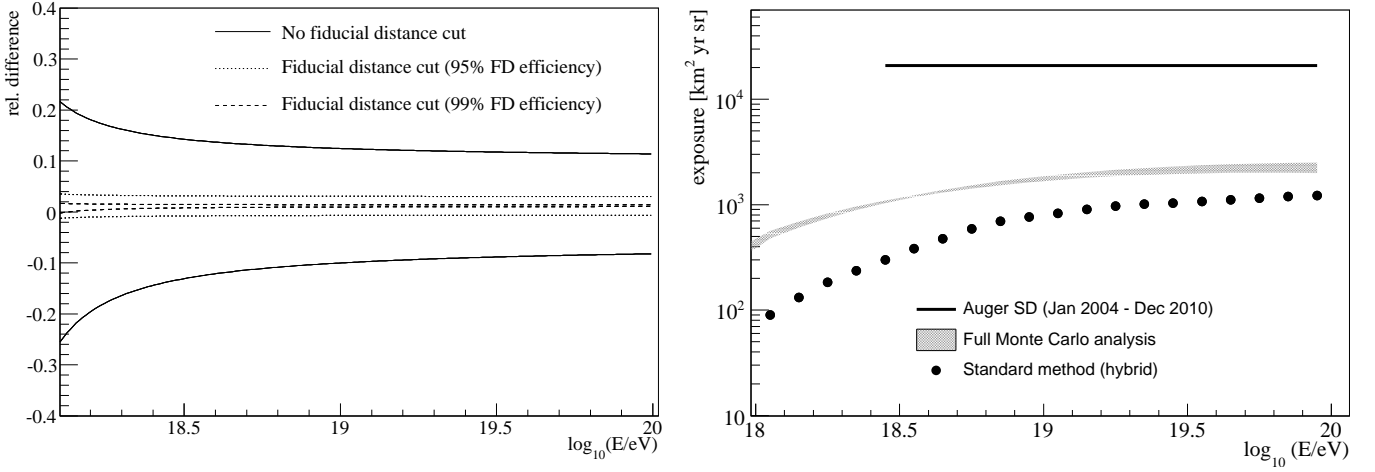 rel. difference
0.4
0.3
0.2
0.1
0
-0.1
-0.2
-0.3
-0.4
No fiducial distance cut
Fiducial distance cut (95% FD efficiency)
Fiducial distance cut (99% FD efficiency)
18.5
19
19.5
20
log10(E/eV)
exposure [km2 yr sr]
10^4
10^3
10^2
10
Auger SD (Jan 2004 - Dec 2010)
Full Monte Carlo analysis
Standard method (hybrid)
18
18.5
19
19.5
20
log10 (E/eV)